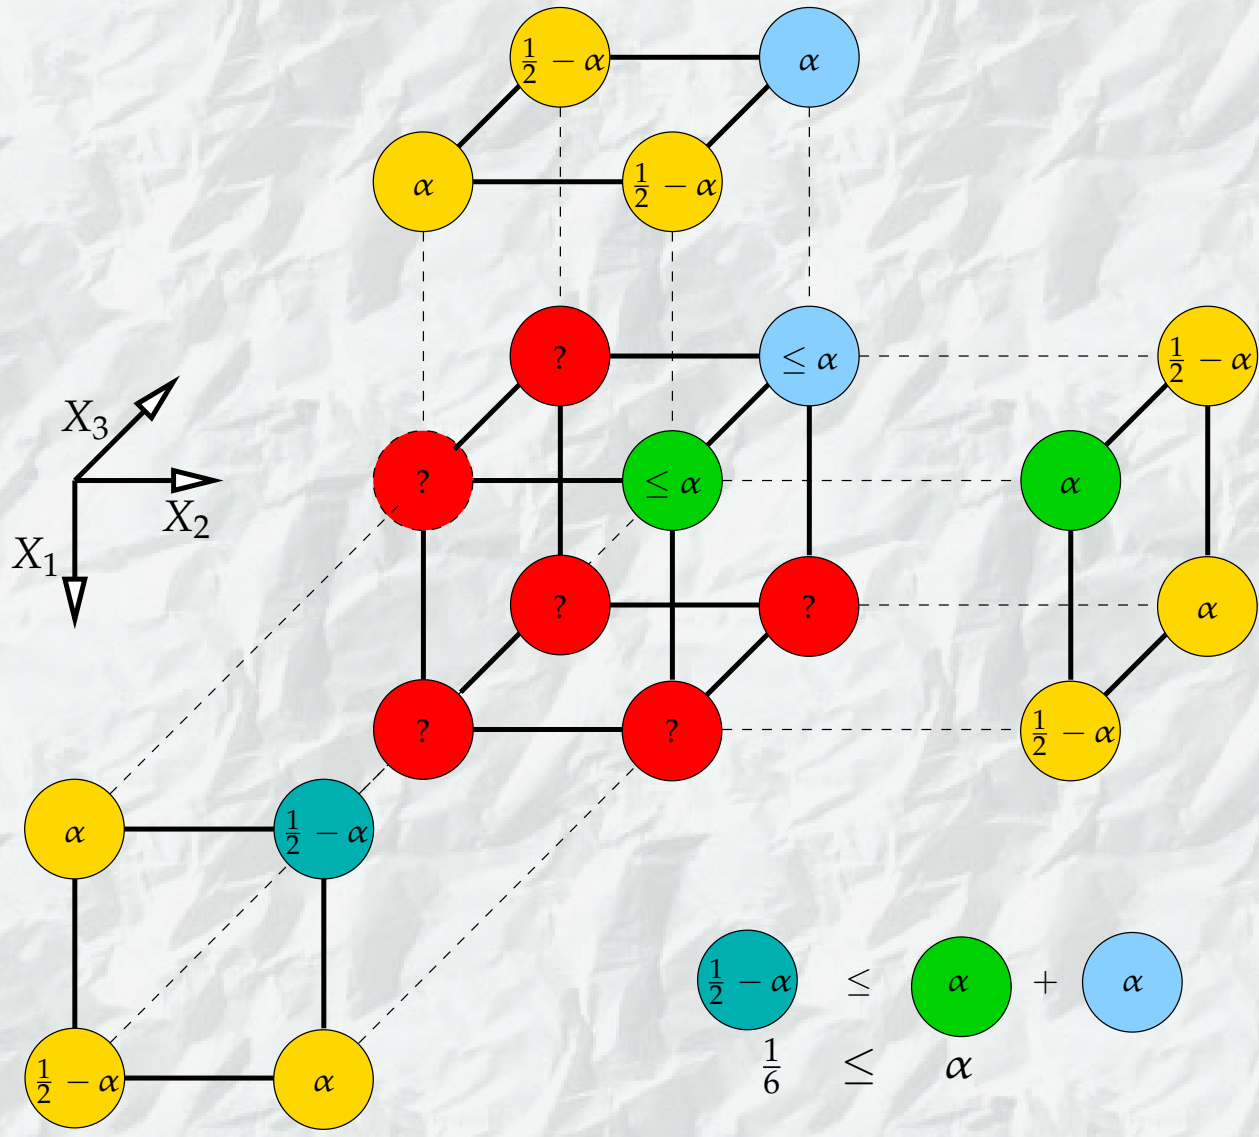 ½ − α α
α ½ − α
? ≤ α ½ − α
X₃
? ≤ α α
X₂
X₁
? ? α
? ? ½ − α
α ½ − α
½ − α ≤ α + α
1/6 ≤ α
½ − α α